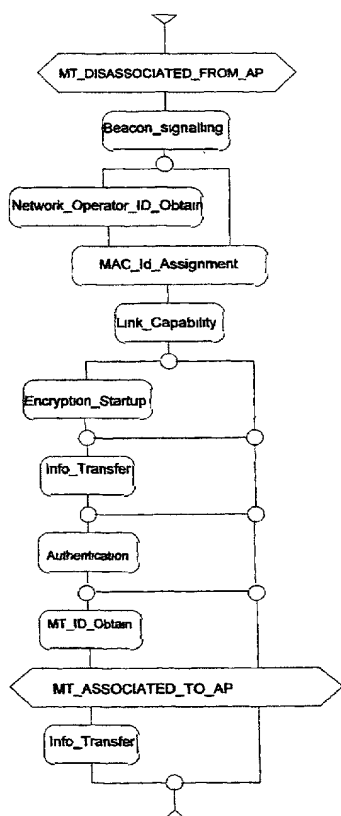 MT_DISASSOCIATED_FROM_AP
Beacon_signalling
Network_Operator_ID_Obtain
MAC_Id_Assignment
Link_Capability
Encryption_Startup
Info_Transfer
Authentication
MT_ID_Obtain
MT_ASSOCIATED_TO_AP
Info_Transfer